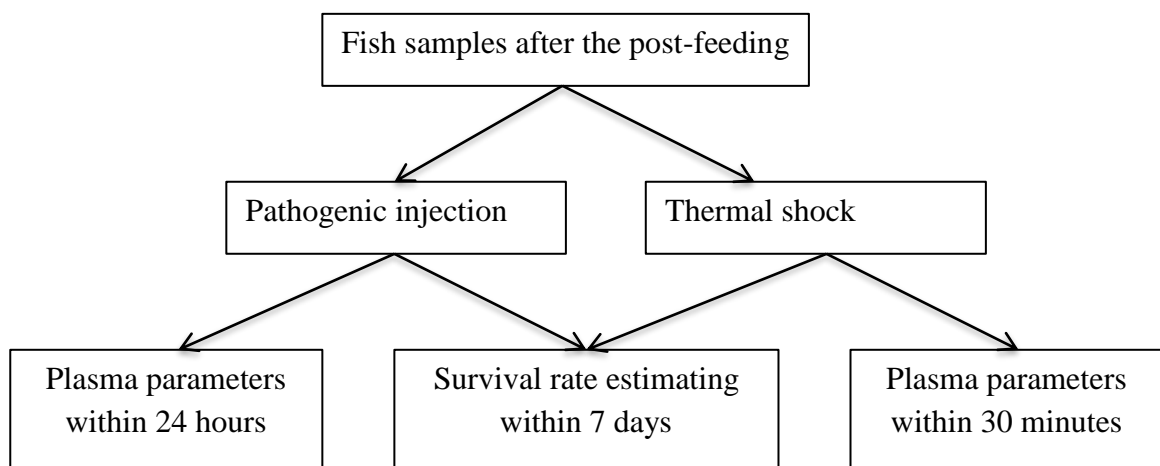 Fish samples after the post-feeding
Pathogenic injection
Thermal shock
Plasma parameters
within 24 hours
Survival rate estimating
within 7 days
Plasma parameters
within 30 minutes